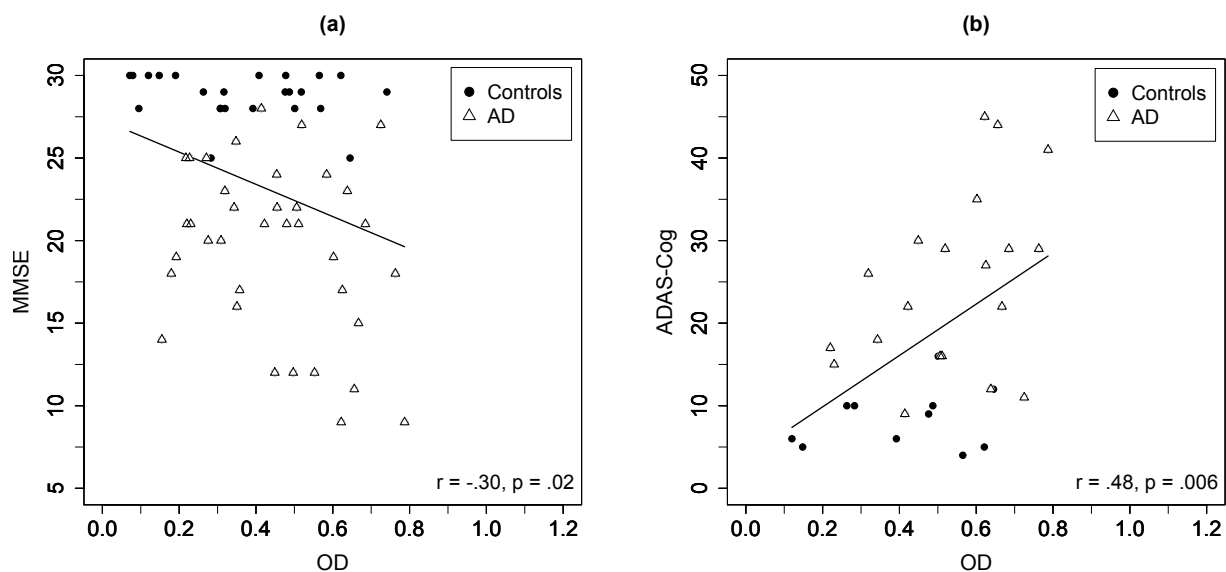 (a)
MMSE
30
25
20
15
10
5
Controls
AD
r = -.30, p = .02
0.0 0.2 0.4 0.6 0.8 1.0 1.2
OD
(b)
ADAS-Cog
50
40
30
20
10
0
Controls
AD
r = .48, p = .006
0.0 0.2 0.4 0.6 0.8 1.0 1.2
OD